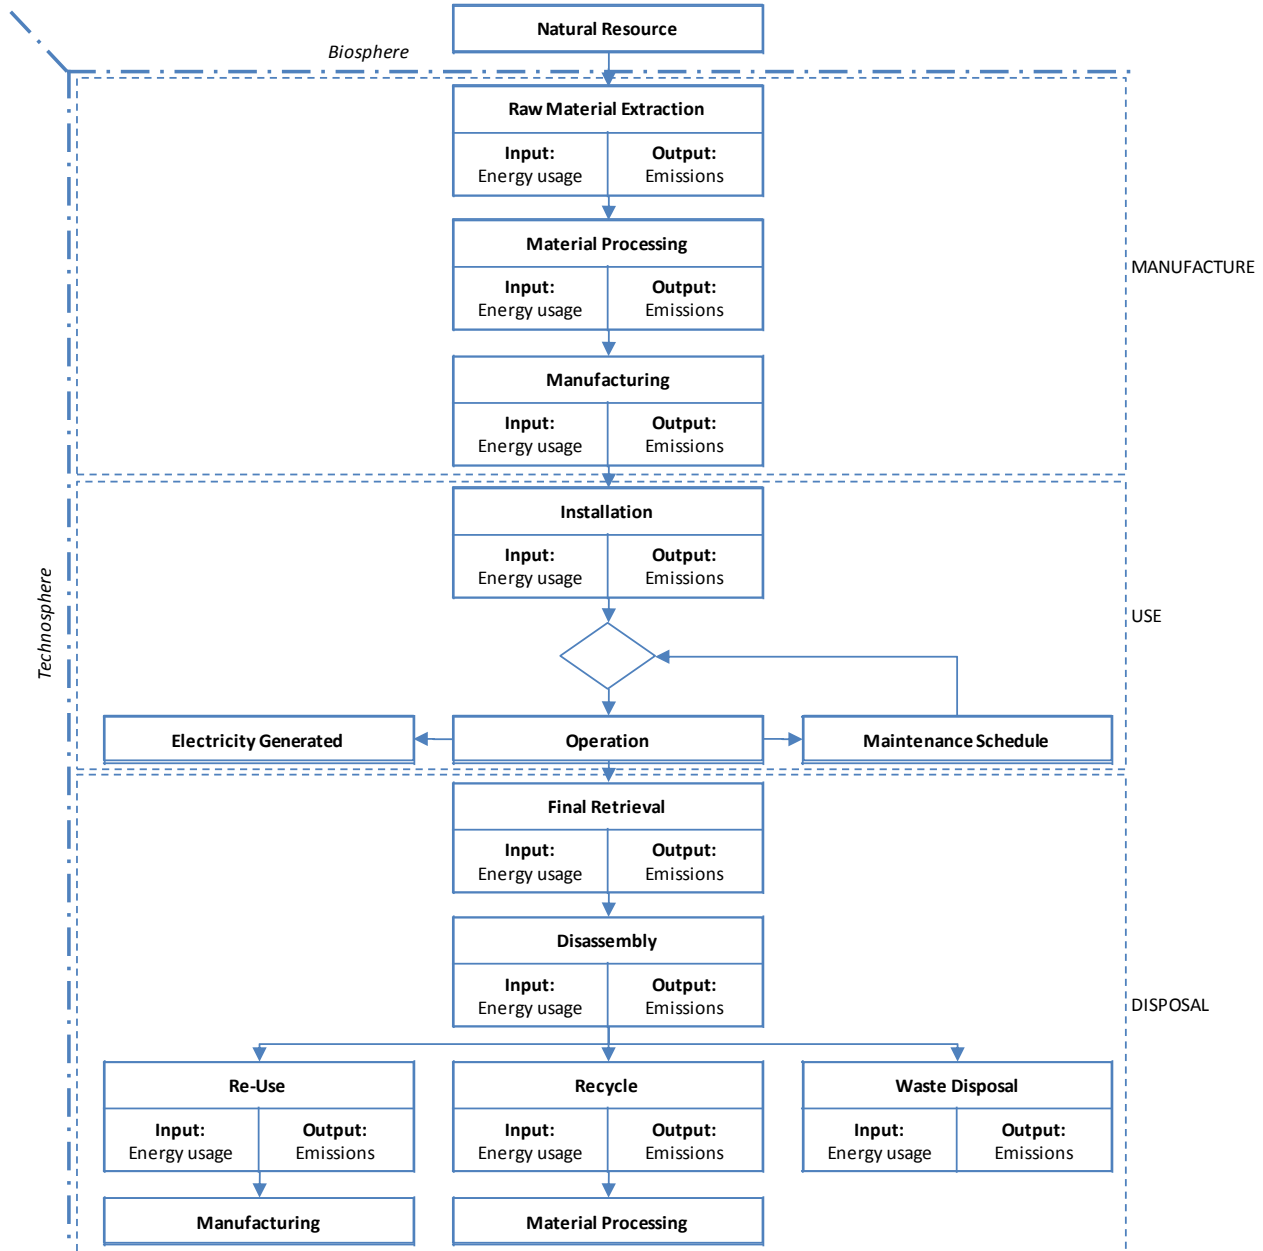 Natural Resource
Biosphere
Raw Material Extraction
Input: Output:
Energy usage Emissions
Material Processing
Input: Output:
Energy usage Emissions
MANUFACTURE
Manufacturing
Input: Output:
Energy usage Emissions
Installation
Input: Output:
Energy usage Emissions
Technosphere
USE
Electricity Generated
Operation
Maintenance Schedule
Final Retrieval
Input: Output:
Energy usage Emissions
Disassembly
Input: Output:
Energy usage Emissions
DISPOSAL
Re-Use
Input: Output:
Energy usage Emissions
Recycle
Input: Output:
Energy usage Emissions
Waste Disposal
Input: Output:
Energy usage Emissions
Manufacturing
Material Processing